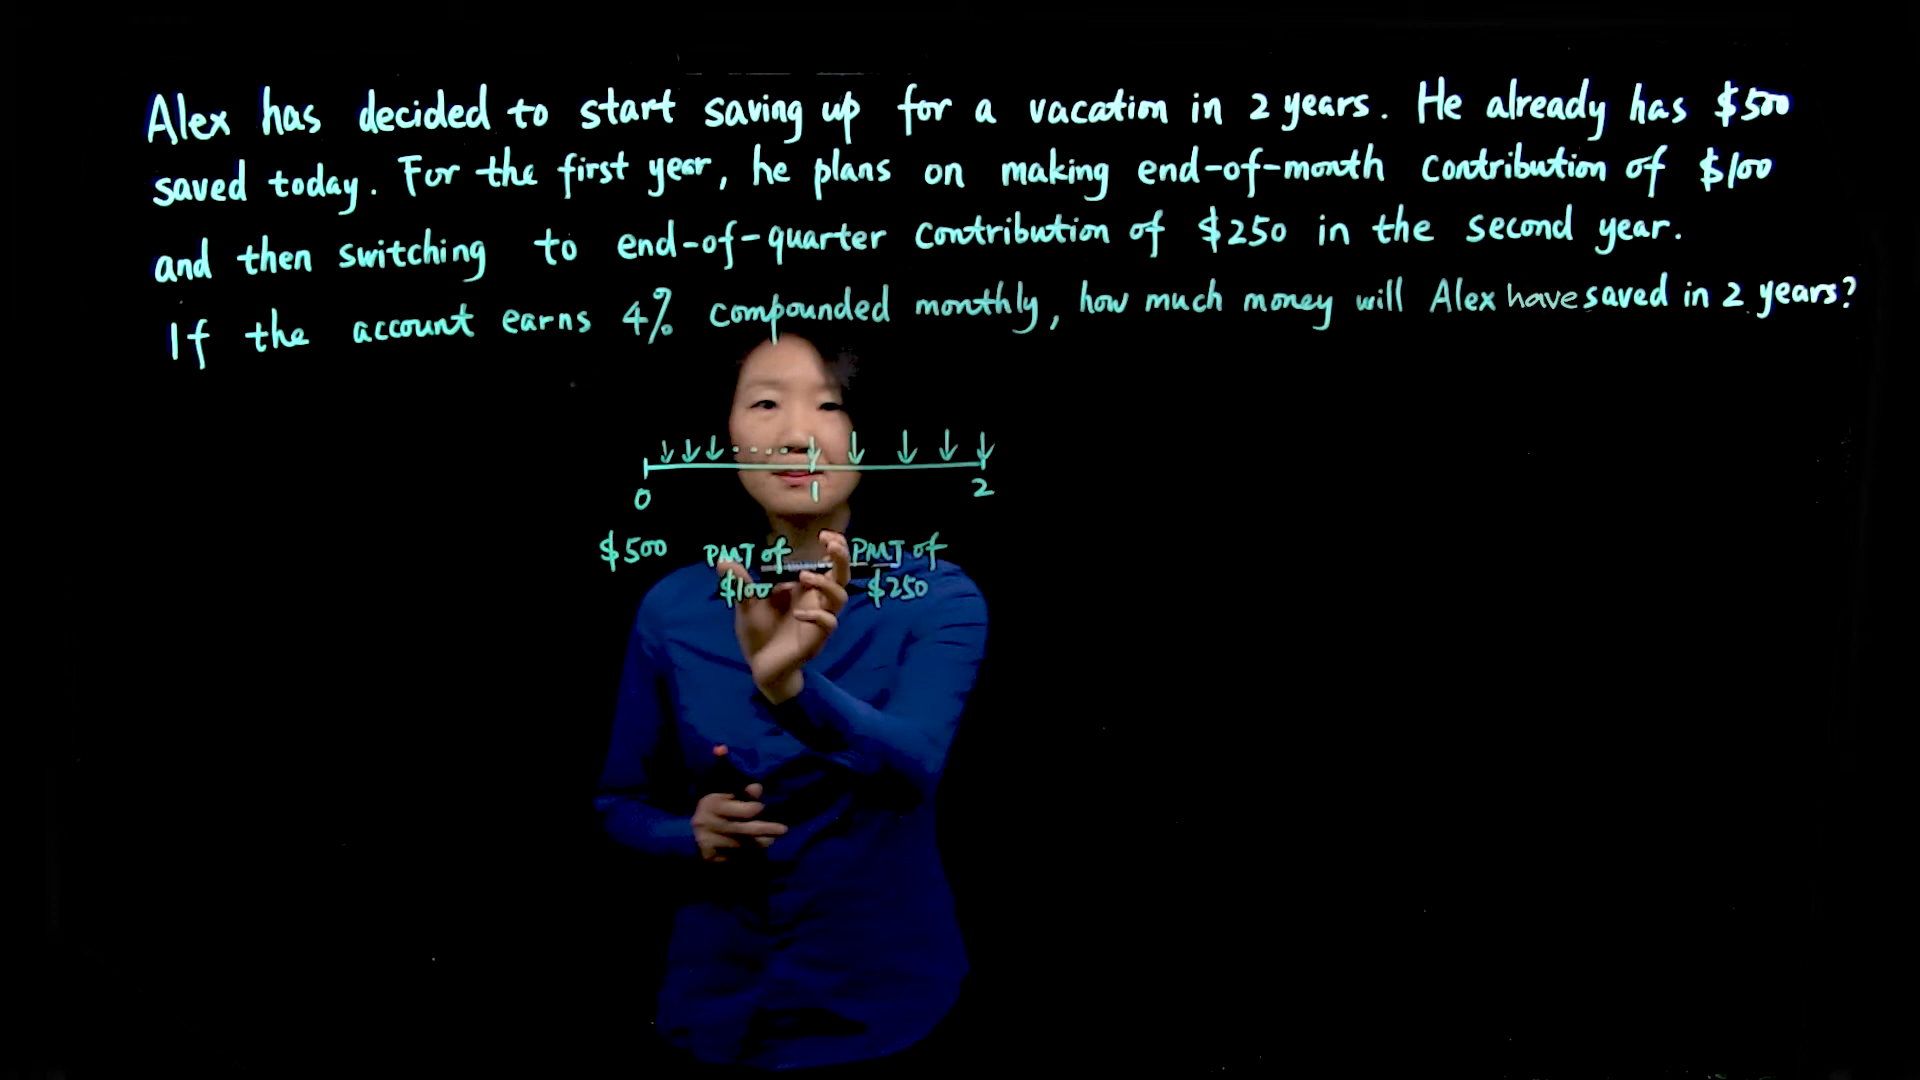 Alex has decided to start saving up for a vacation in 2 years. He already has $500
saved today. For the first year, he plans on making end-of-month contribution of $100
and then switching to end-of-quarter contribution of $250 in the second year.
If the account earns 4% compounded monthly, how much money will Alex have saved in 2 years?
0 1 2
$500 PMT of PMT of
$100 $250